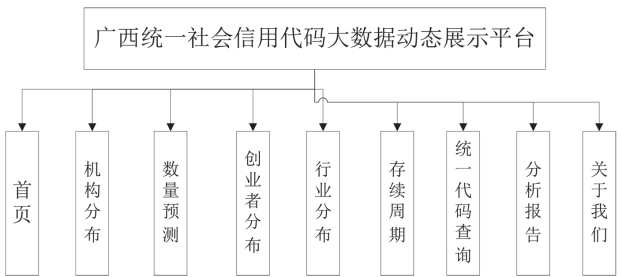 广西统一社会信用代码大数据动态展示平台
首页
机构分布
数量预测
创业者分布
行业分布
存续周期
统一代码查询
分析报告
关于我们